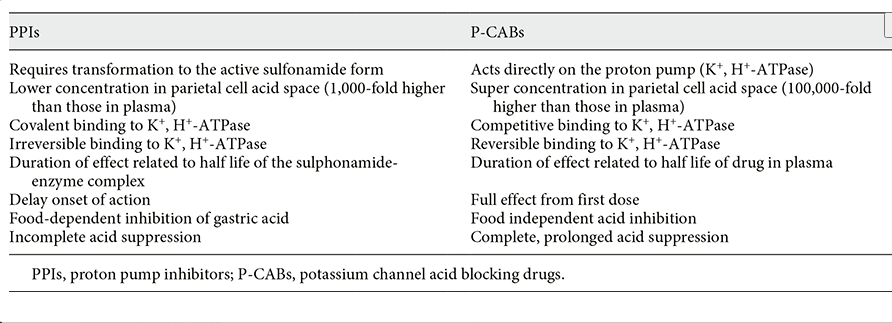 PPIs P-CABs
Requires transformation to the active sulfonamide form Acts directly on the proton pump (K⁺, H⁺-ATPase)
Lower concentration in parietal cell acid space (1,000-fold higher Super concentration in parietal cell acid space (100,000-fold
than those in plasma) higher than those in plasma)
Covalent binding to K⁺, H⁺-ATPase Competitive binding to K⁺, H⁺-ATPase
Irreversible binding to K⁺, H⁺-ATPase Reversible binding to K⁺, H⁺-ATPase
Duration of effect related to half life of the sulphonamide- Duration of effect related to half life of drug in plasma
enzyme complex
Delay onset of action Full effect from first dose
Food-dependent inhibition of gastric acid Food independent acid inhibition
Incomplete acid suppression Complete, prolonged acid suppression
PPIs, proton pump inhibitors; P-CABs, potassium channel acid blocking drugs.